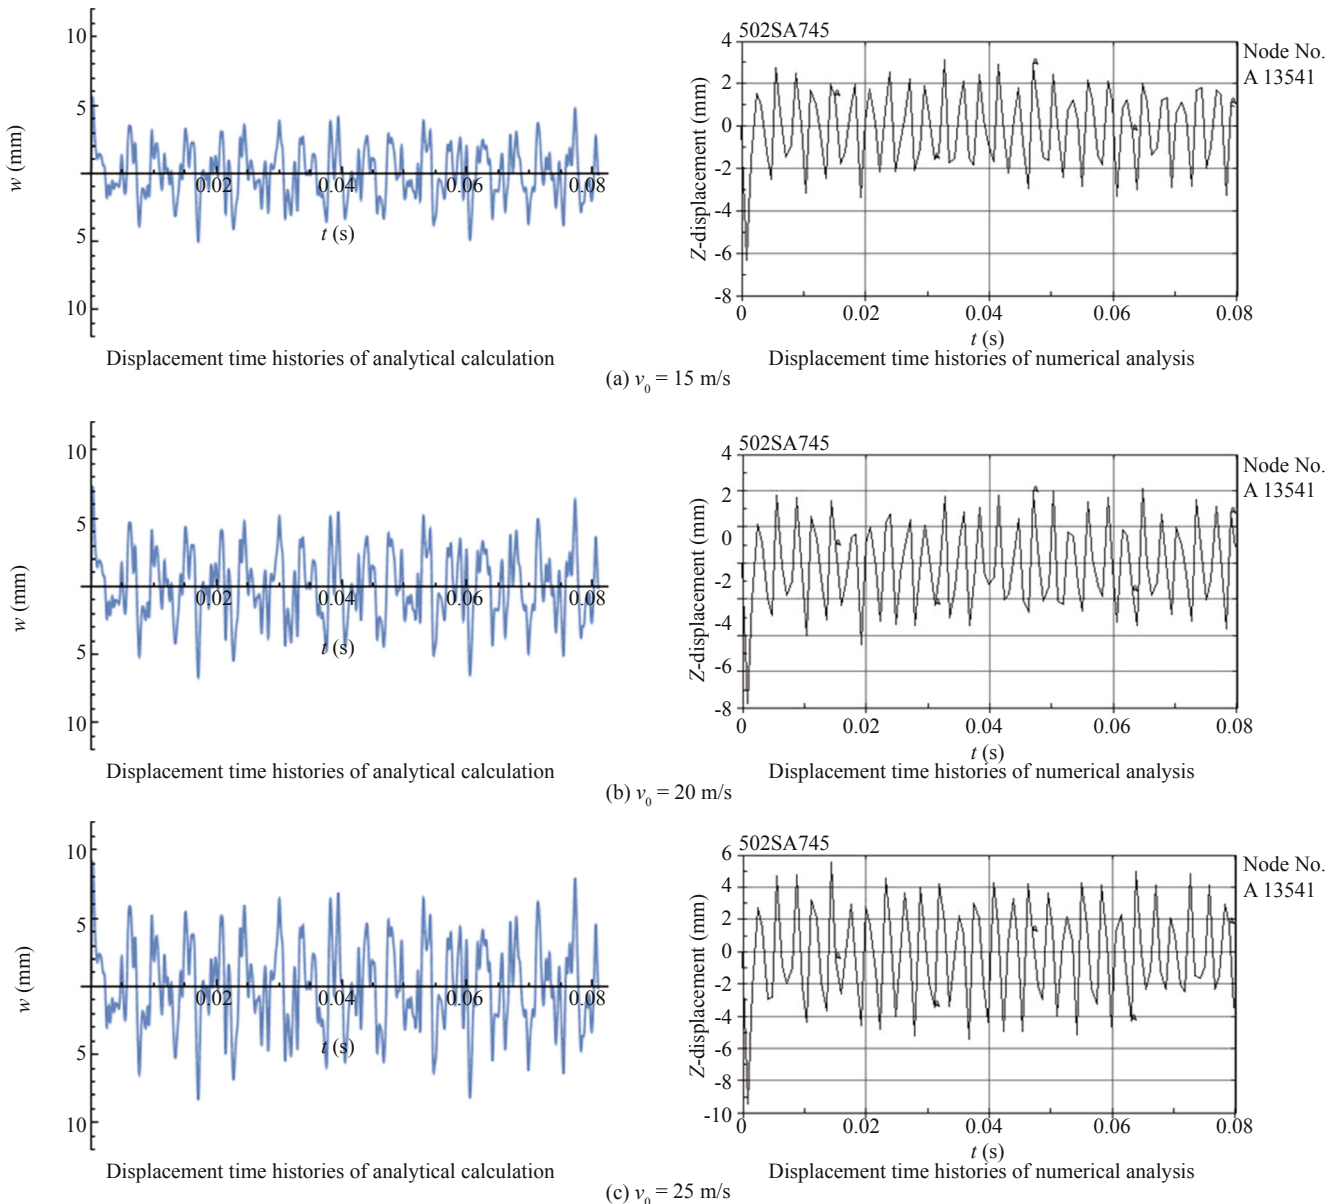 10
5
5
10
w (mm)
0.02
0.04
0.06
0.08
t (s)
Displacement time histories of analytical calculation
502SA745
Node No.
A 13541
4
2
0
-2
-4
-6
-8
Z-displacement (mm)
0
0.02
0.04
0.06
0.08
t (s)
Displacement time histories of numerical analysis
(a) v₀ = 15 m/s
10
5
5
10
w (mm)
0.02
0.04
0.06
0.08
t (s)
Displacement time histories of analytical calculation
502SA745
Node No.
A 13541
4
2
0
-2
-4
-6
-8
Z-displacement (mm)
0
0.02
0.04
0.06
0.08
t (s)
Displacement time histories of numerical analysis
(b) v₀ = 20 m/s
10
5
5
10
w (mm)
0.02
0.04
0.06
0.08
t (s)
Displacement time histories of analytical calculation
502SA745
Node No.
A 13541
6
4
2
0
-2
-4
-6
-8
-10
Z-displacement (mm)
0
0.02
0.04
0.06
0.08
t (s)
Displacement time histories of numerical analysis
(c) v₀ = 25 m/s